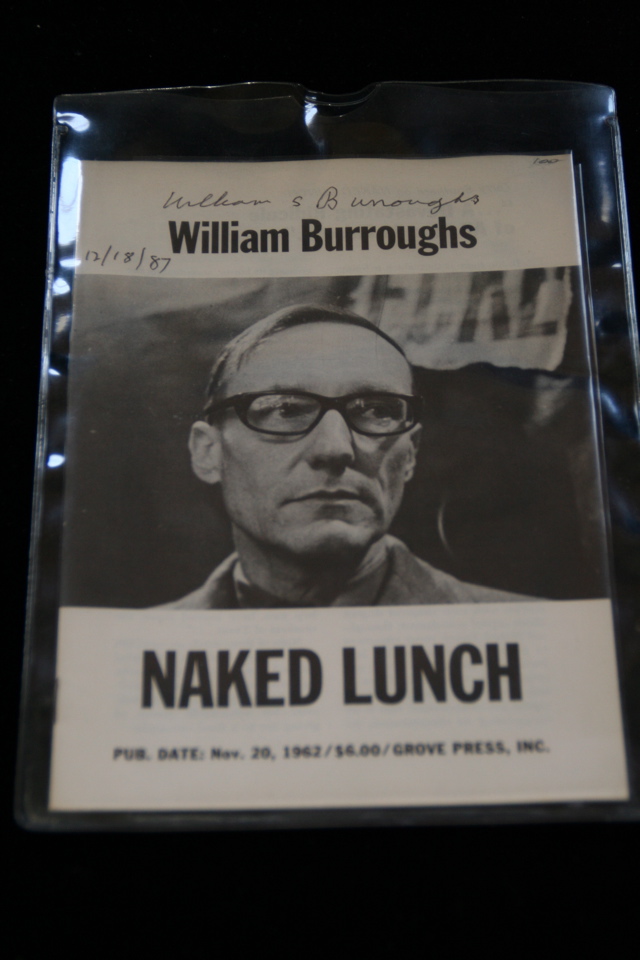 William S Burroughs
William Burroughs
12/18/87
NAKED LUNCH
PUB. DATE: Nov. 20, 1962/$6.00/GROVE PRESS, INC.